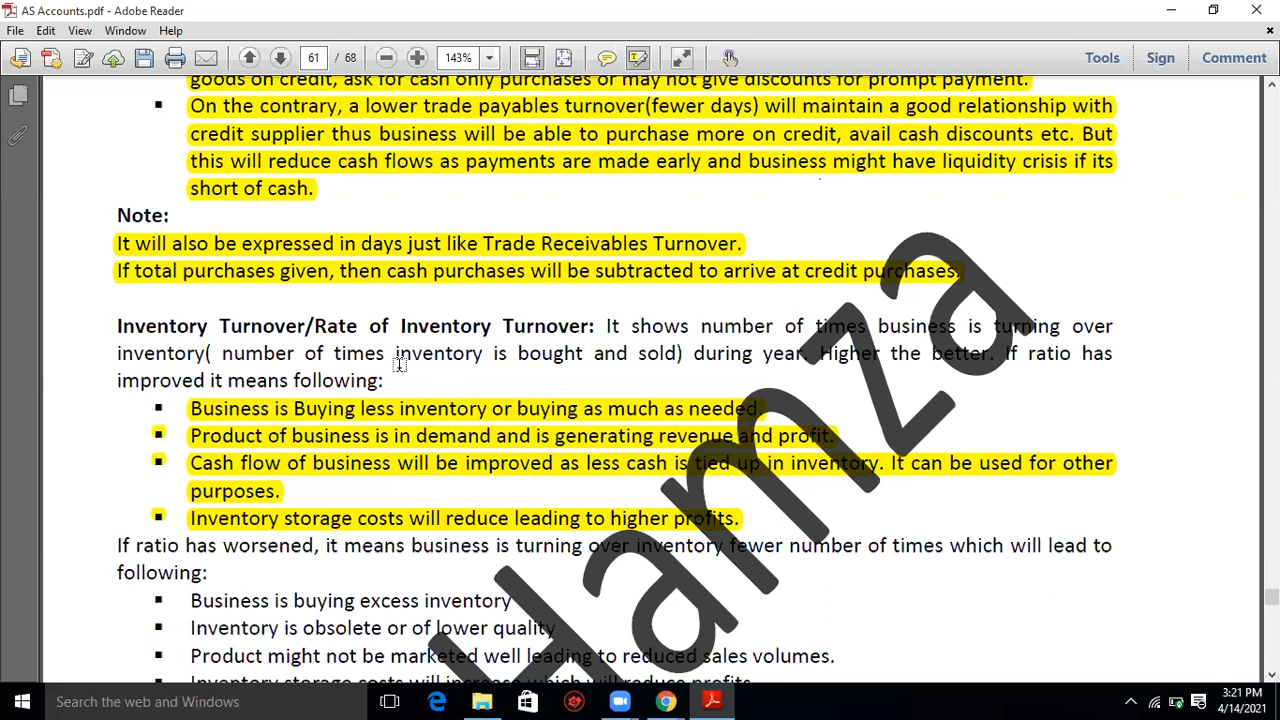 AS Accounts.pdf - Adobe Reader
File Edit View Window Help
61 / 68 143% Tools Sign Comment
goods on credit, ask for cash only purchases or may not give discounts for prompt payment.
▪ On the contrary, a lower trade payables turnover(fewer days) will maintain a good relationship with
credit supplier thus business will be able to purchase more on credit, avail cash discounts etc. But
this will reduce cash flows as payments are made early and business might have liquidity crisis if its
short of cash.
Note:
It will also be expressed in days just like Trade Receivables Turnover.
If total purchases given, then cash purchases will be subtracted to arrive at credit purchases.
Inventory Turnover/Rate of Inventory Turnover: It shows number of times business is turning over
inventory( number of times inventory is bought and sold) during year. Higher the better. If ratio has
improved it means following:
▪ Business is Buying less inventory or buying as much as needed.
▪ Product of business is in demand and is generating revenue and profit.
▪ Cash flow of business will be improved as less cash is tied up in inventory. It can be used for other
purposes.
▪ Inventory storage costs will reduce leading to higher profits.
If ratio has worsened, it means business is turning over inventory fewer number of times which will lead to
following:
▪ Business is buying excess inventory
▪ Inventory is obsolete or of lower quality
▪ Product might not be marketed well leading to reduced sales volumes.
▪ Inventory storage costs will increase which will reduce profits
Hamza
Search the web and Windows
3:21 PM
4/14/2021